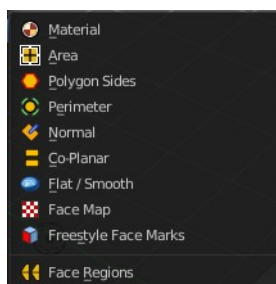 Material
Area
Polygon Sides
Perimeter
Normal
Co-Planar
Flat / Smooth
Face Map
Freestyle Face Marks
Face Regions